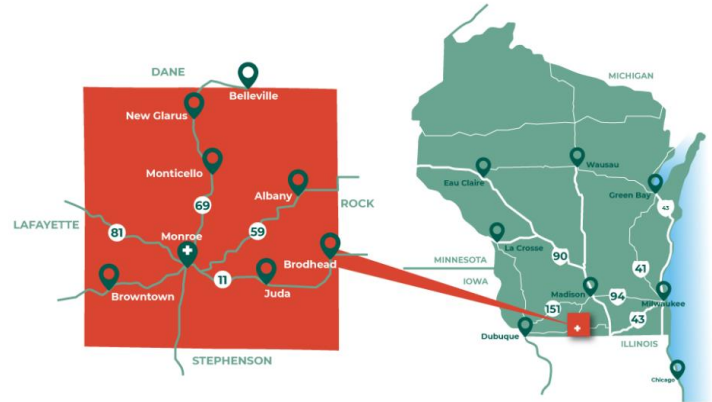 DANE
Belleville
New Glarus
Monticello
Albany
69
ROCK
LAFAYETTE
81
Monroe
59
Brodhead
11
Juda
Browntown
STEPHENSON
MICHIGAN
Wausau
Eau Claire
Green Bay
43
La Crosse
90
MINNESOTA
IOWA
41
Madison
94
Milwaukee
151
43
Dubuque
ILLINOIS
Chicago